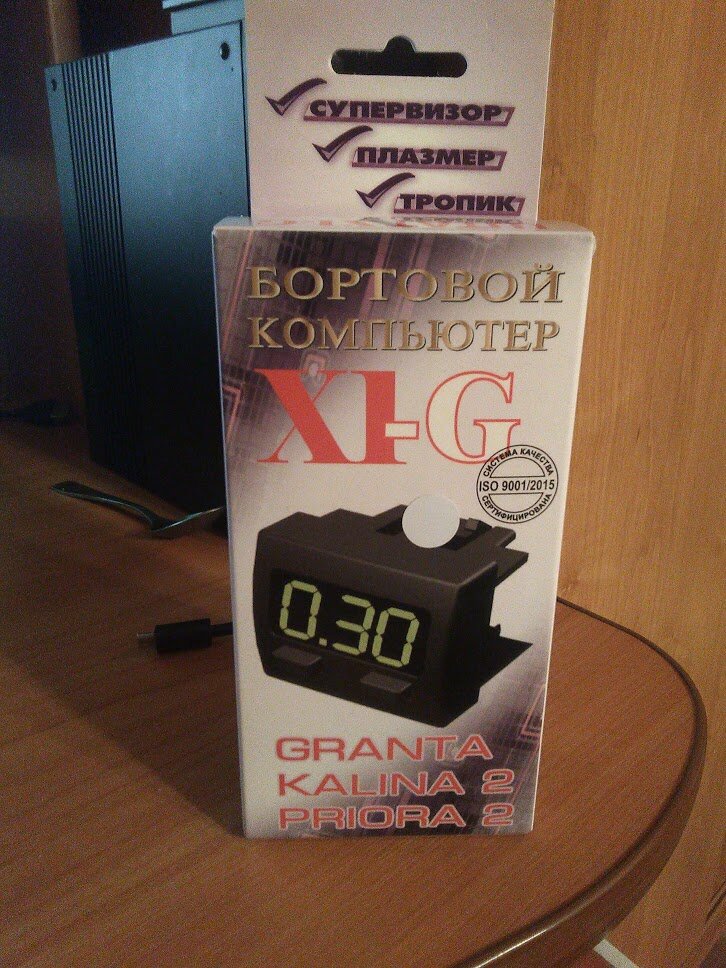 СУПЕРВИЗОР
ПЛАЗМЕР
ТРОПИК
БОРТОВОЙ
КОМПЬЮТЕР
X1-G
СИСТЕМА КАЧЕСТВА
ISO 9001/2015
СЕРТИФИЦИРОВАНА
0.30
GRANTA
KALINA 2
PRIORA 2